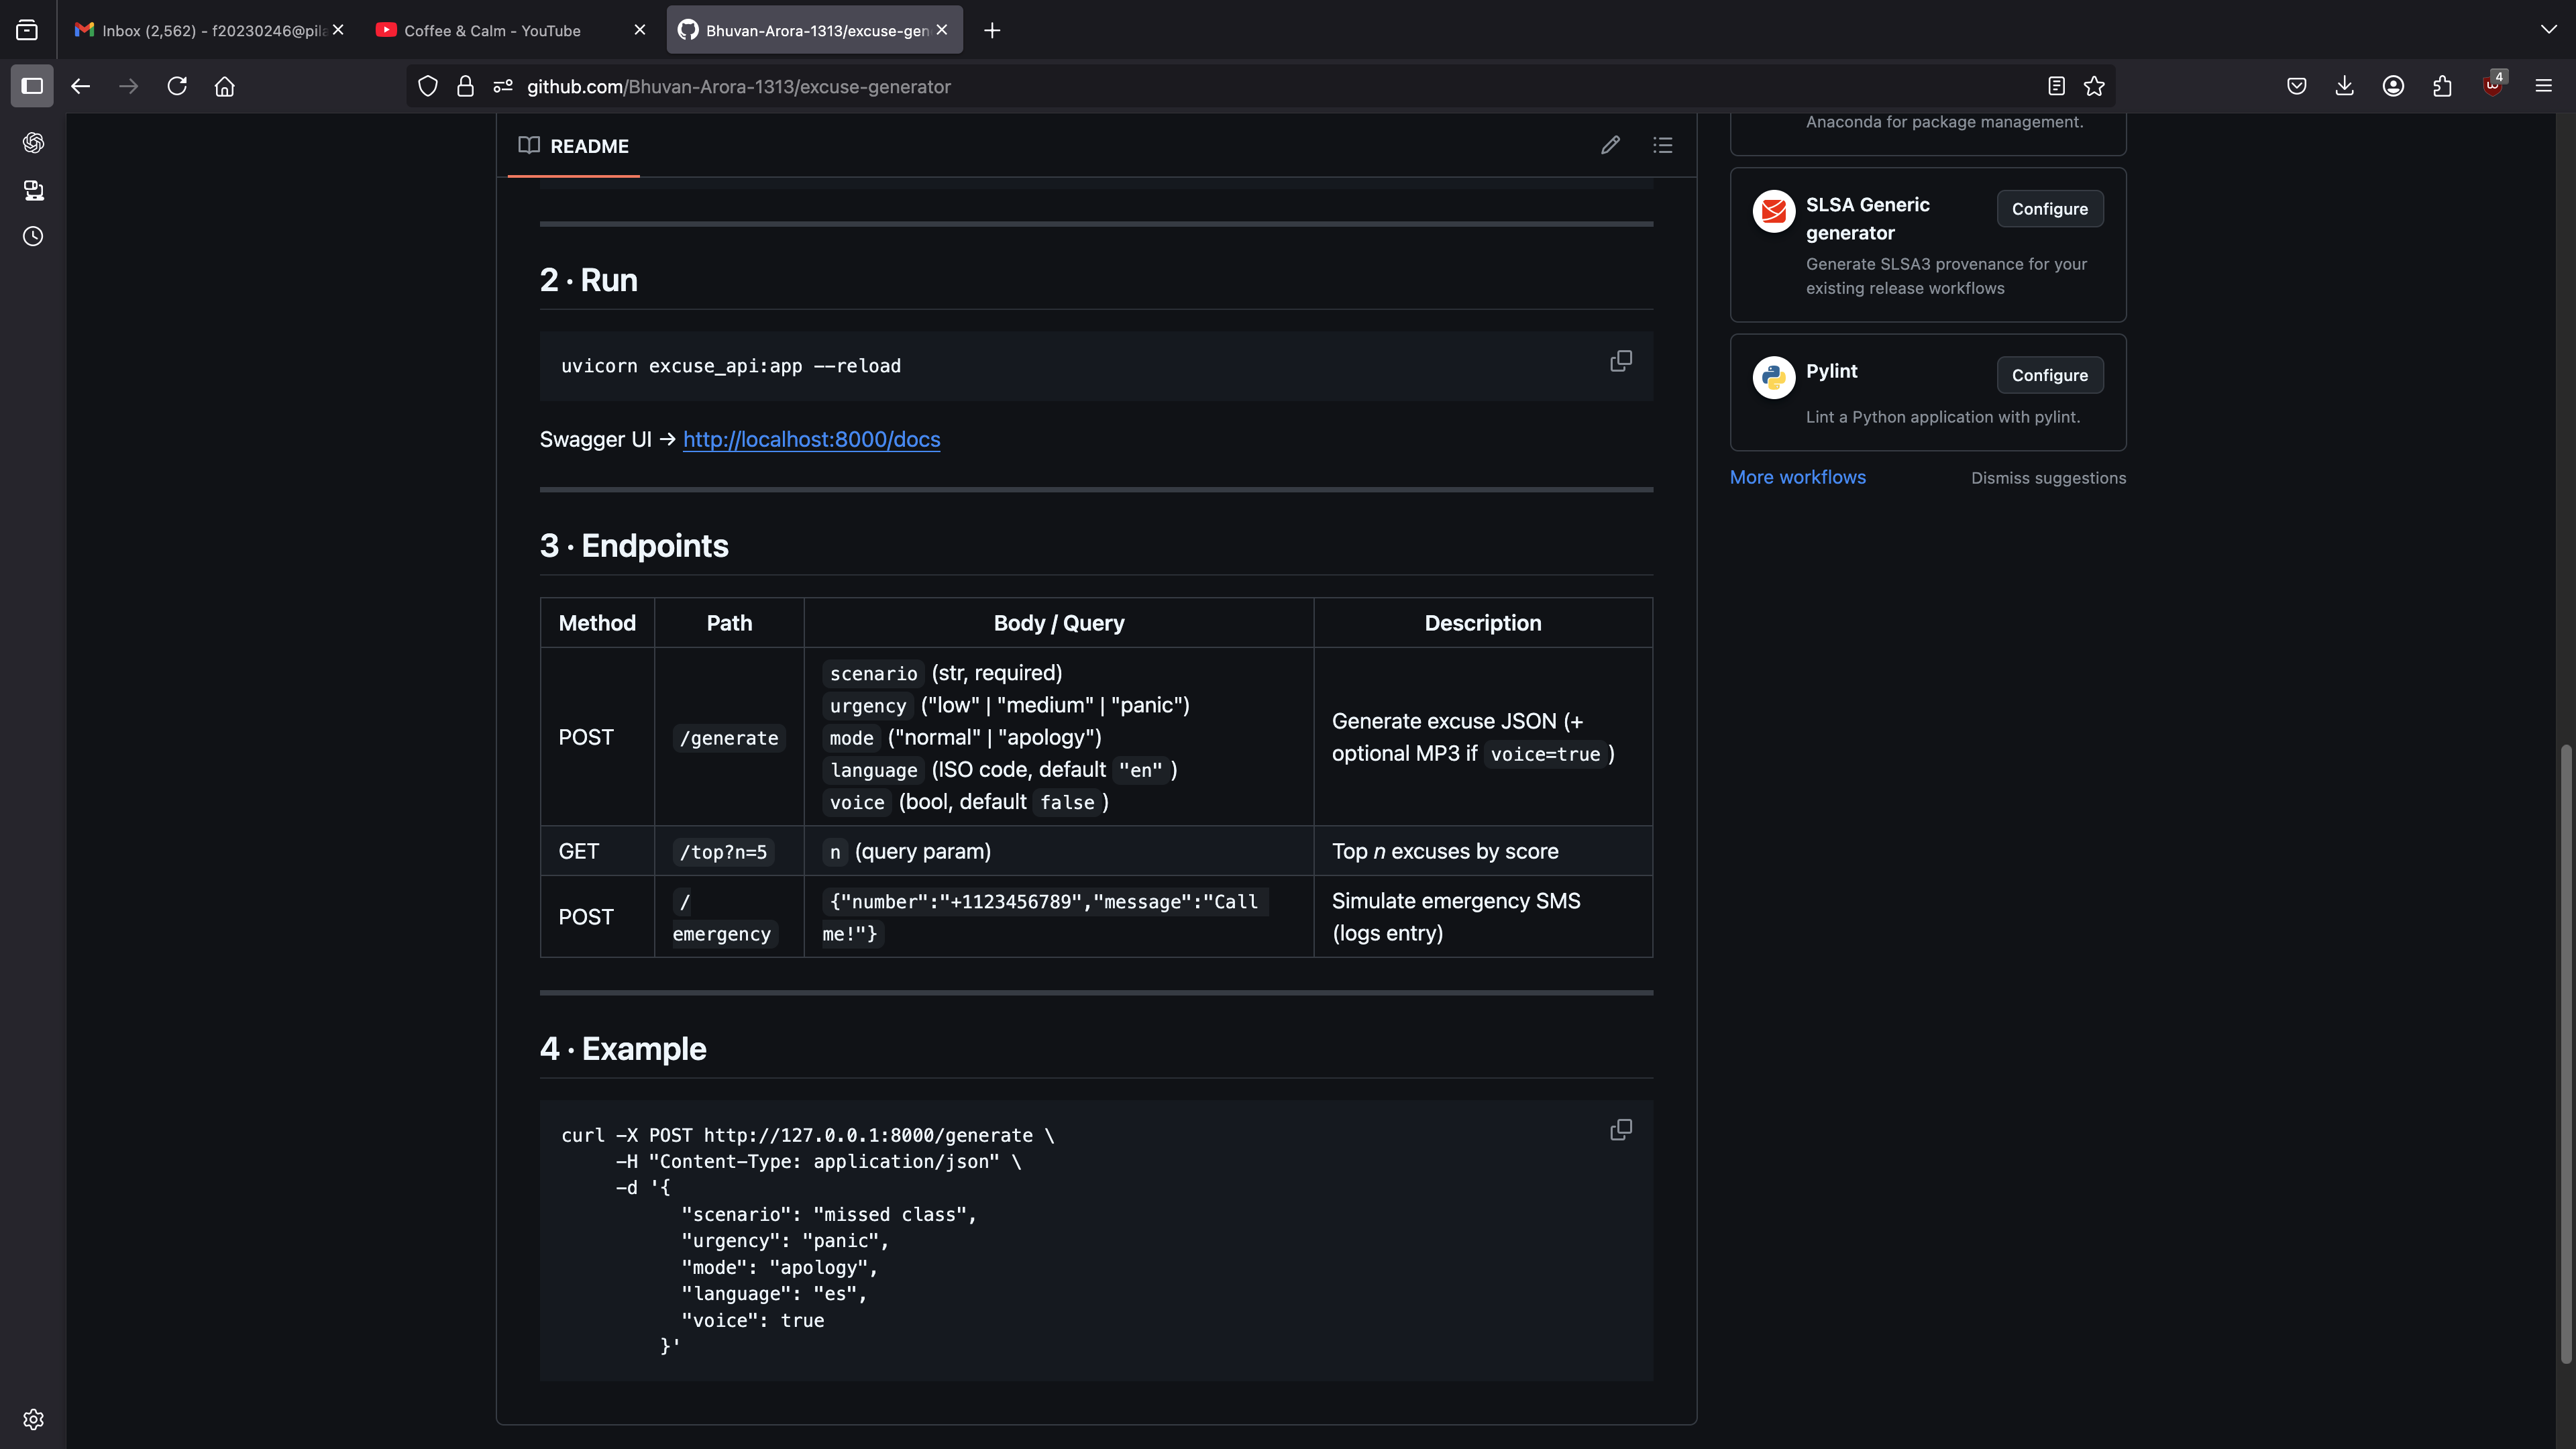 Inbox (2,562) - f20230246@pil
Coffee & Calm - YouTube
Bhuvan-Arora-1313/excuse-gen
github.com/Bhuvan-Arora-1313/excuse-generator
4
README
2 · Run
uvicorn excuse_api:app --reload
Swagger UI → http://localhost:8000/docs
3 · Endpoints
Method Path Body / Query Description
POST /generate
scenario (str, required)
urgency ("low" | "medium" | "panic")
mode ("normal" | "apology")
language (ISO code, default "en" )
voice (bool, default false )
Generate excuse JSON (+
optional MP3 if voice=true )
GET /top?n=5 n (query param) Top n excuses by score
POST
/
emergency
{"number":"+1123456789","message":"Call
me!"}
Simulate emergency SMS
(logs entry)
4 · Example
curl -X POST http://127.0.0.1:8000/generate \
-H "Content-Type: application/json" \
-d '{
"scenario": "missed class",
"urgency": "panic",
"mode": "apology",
"language": "es",
"voice": true
}'
Anaconda for package management.
SLSA Generic
generator
Configure
Generate SLSA3 provenance for your
existing release workflows
Pylint
Configure
Lint a Python application with pylint.
More workflows
Dismiss suggestions